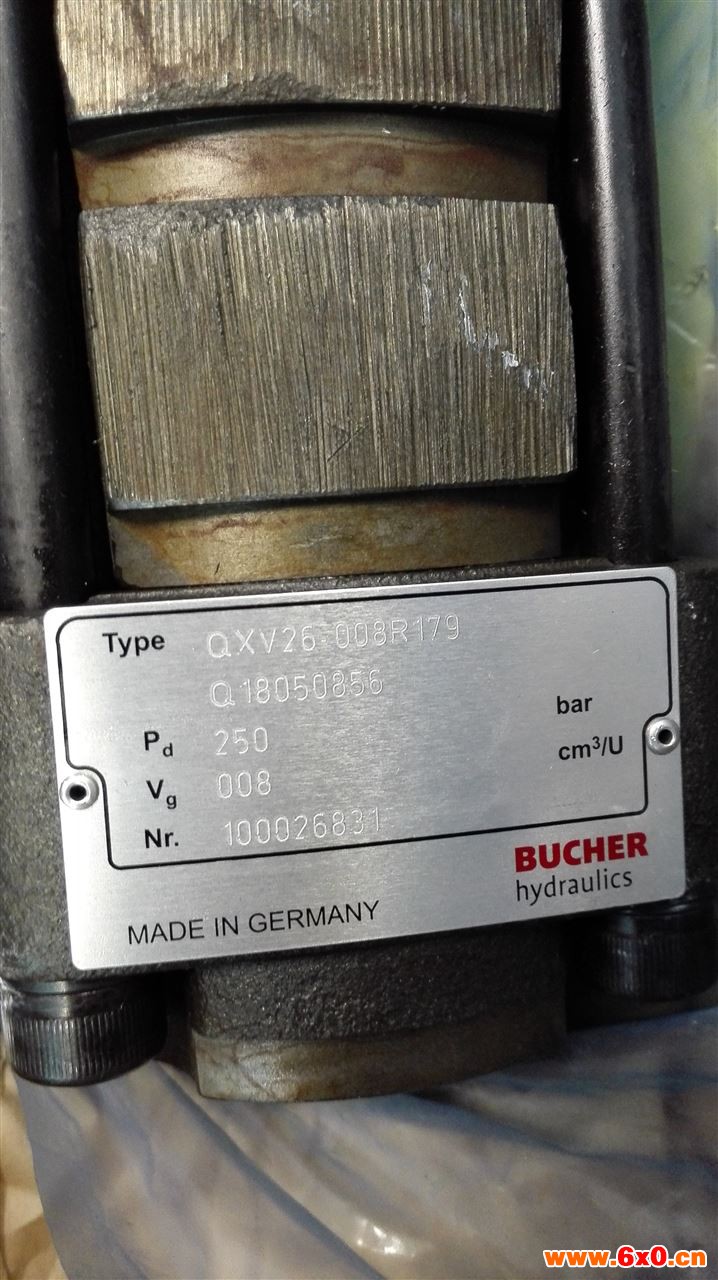 Type QXV26-008R179
Q18050856
Pd 250 bar
Vg 008 cm³/U
Nr. 100026831
BUCHER
hydraulics
MADE IN GERMANY
www.6x0.cn